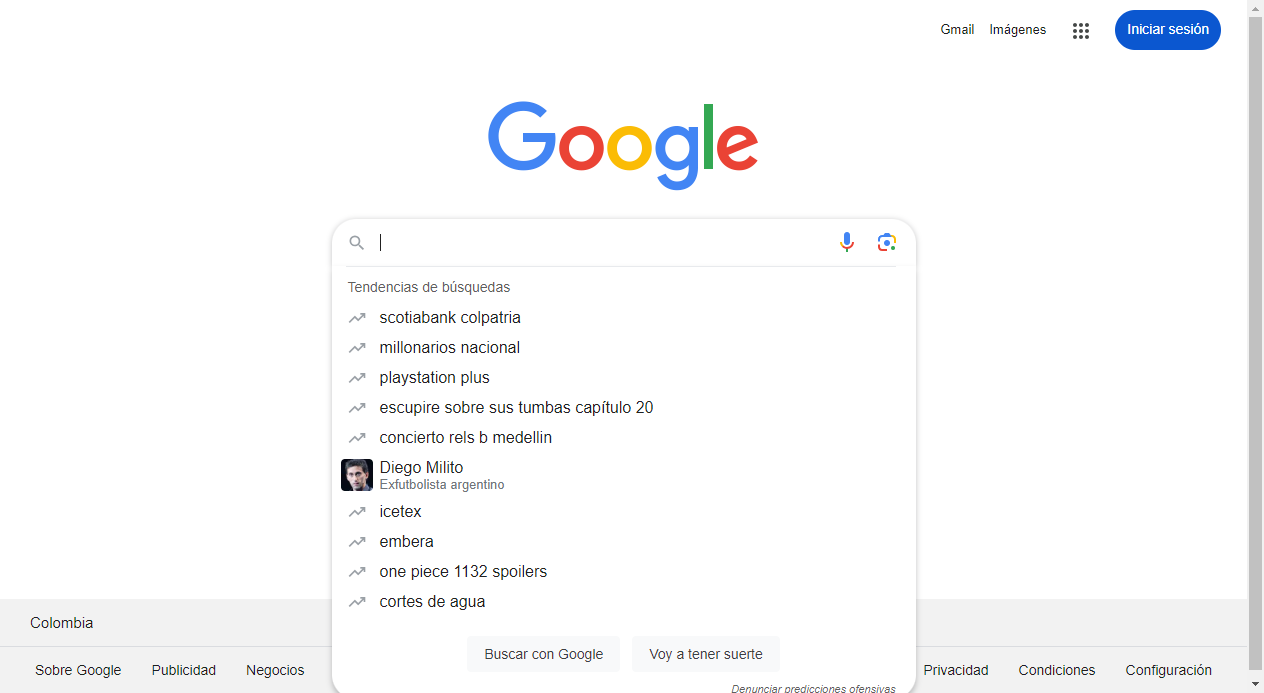 Gmail Imágenes Iniciar sesión
Google
Tendencias de búsquedas
scotiabank colpatria
millonarios nacional
playstation plus
escupire sobre sus tumbas capítulo 20
concierto rels b medellin
Diego Milito
Exfutbolista argentino
icetex
embera
one piece 1132 spoilers
cortes de agua
Colombia
Buscar con Google Voy a tener suerte
Sobre Google Publicidad Negocios Privacidad Condiciones Configuración
Denunciar predicciones ofensivas